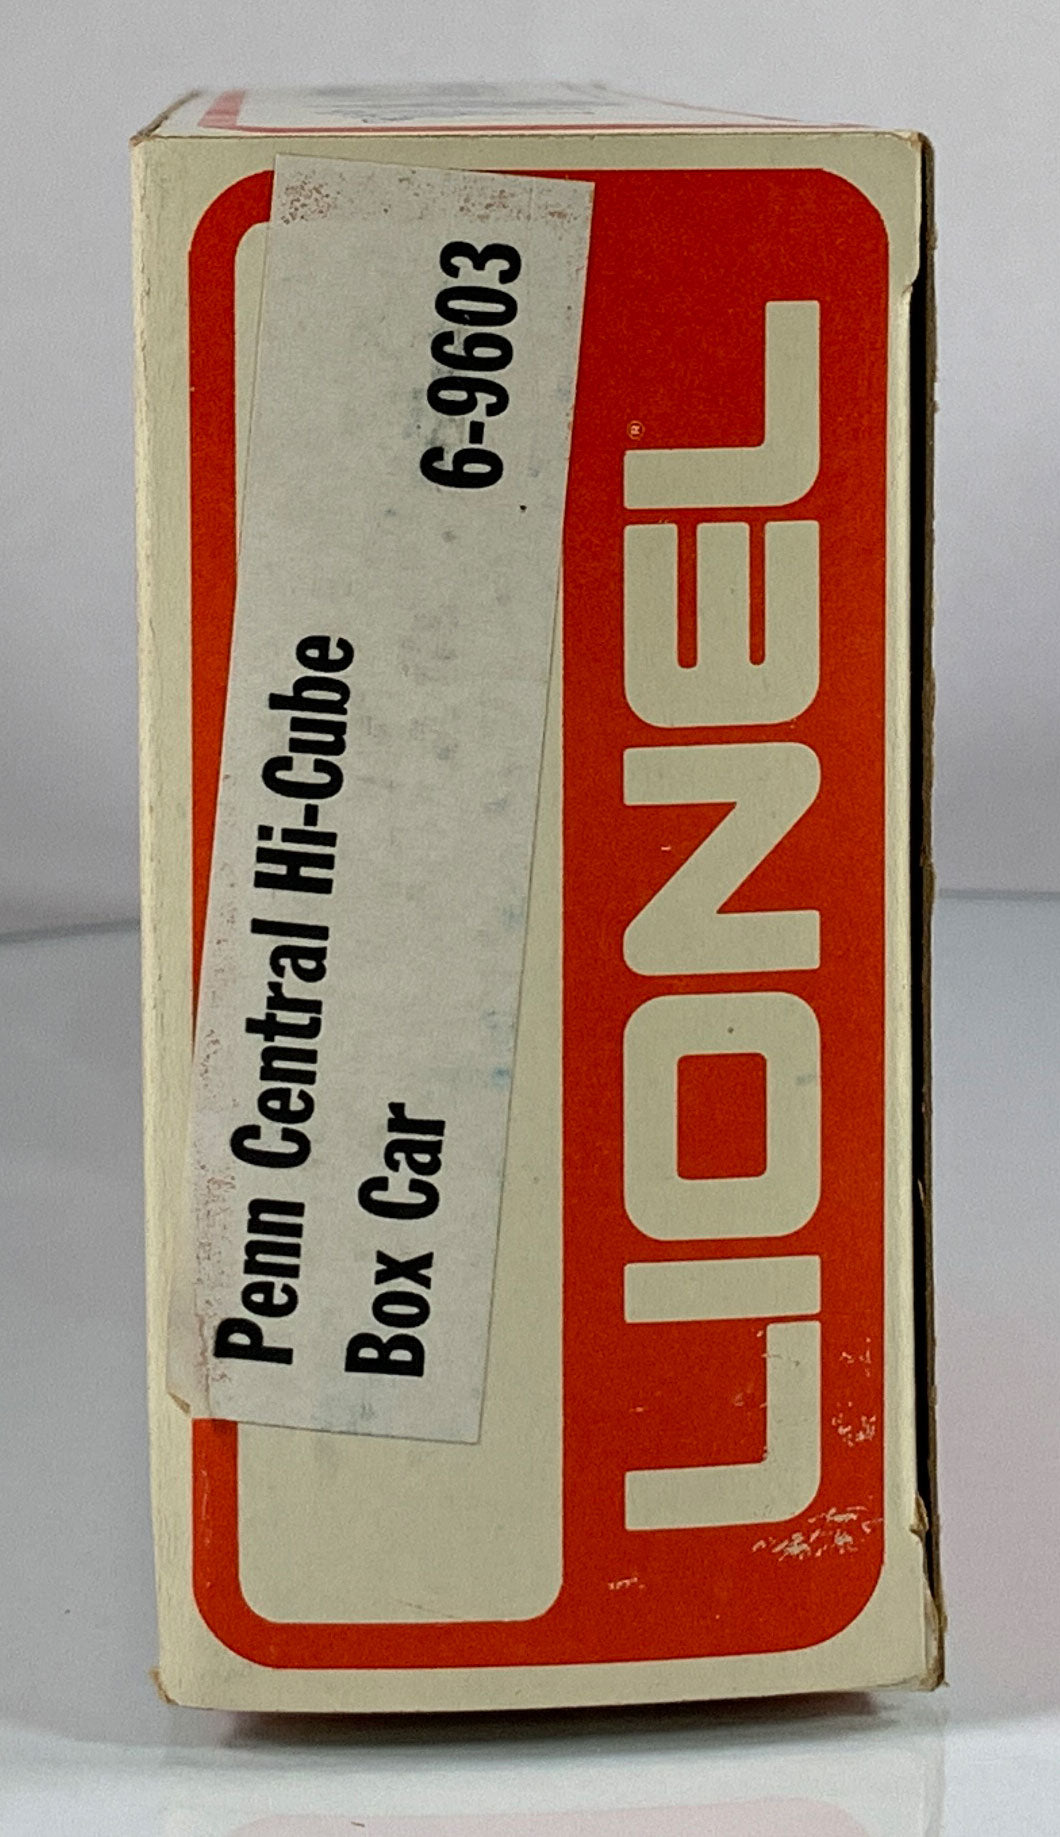 Penn Central Hi-Cube
Box Car 6-9603
LIONEL®